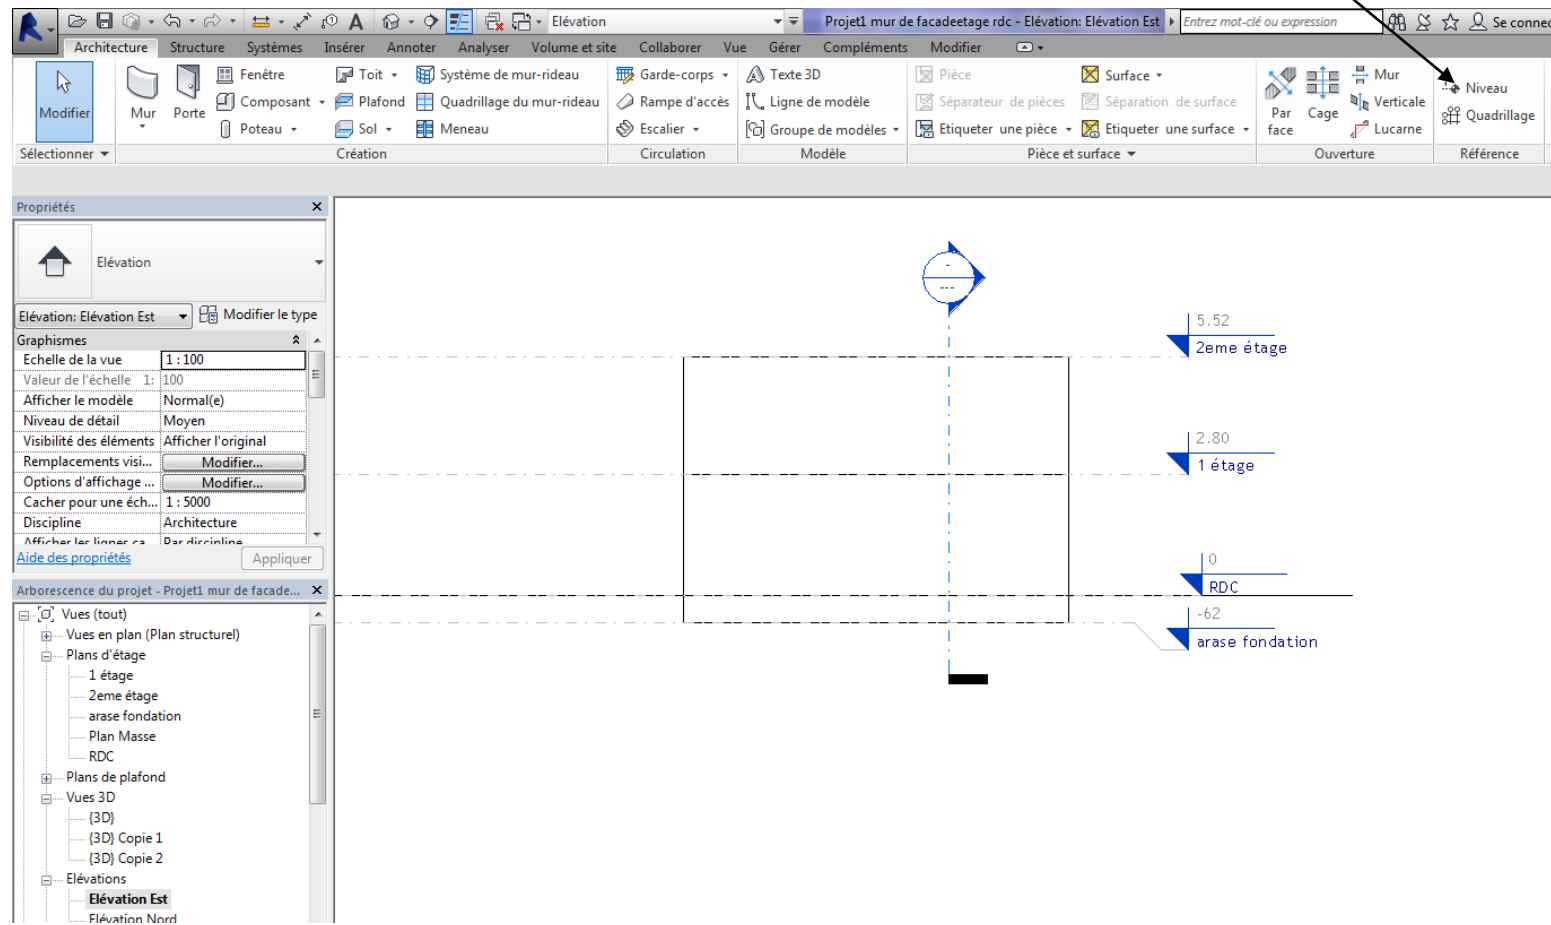 Elévation
Projet1 mur de facadeetage rdc - Elévation: Elévation Est
Entrez mot-clé ou expression
Se connec
Architecture Structure Systèmes Insérer Annoter Analyser Volume et site Collaborer Vue Gérer Compléments Modifier
Modifier
Mur
Porte
Fenêtre
Composant
Poteau
Toit
Plafond
Sol
Système de mur-rideau
Quadrillage du mur-rideau
Meneau
Garde-corps
Rampe d'accès
Escalier
Texte 3D
Ligne de modèle
Groupe de modèles
Pièce
Séparateur de pièces
Etiqueter une pièce
Surface
Séparation de surface
Etiqueter une surface
Par face
Cage
Mur
Verticale
Lucarne
Niveau
Quadrillage
Sélectionner Création Circulation Modèle Pièce et surface Ouverture Référence
Propriétés
Elévation
Elévation: Elévation Est
Modifier le type
Graphismes
Echelle de la vue 1 : 100
Valeur de l'échelle 1: 100
Afficher le modèle Normal(e)
Niveau de détail Moyen
Visibilité des éléments Afficher l'original
Remplacements visi... Modifier...
Options d'affichage ... Modifier...
Cacher pour une éch... 1 : 5000
Discipline Architecture
Afficher les lignes ca... Par discipline
Aide des propriétés Appliquer
Arborescence du projet - Projet1 mur de facade...
Vues (tout)
Vues en plan (Plan structurel)
Plans d'étage
1 étage
2eme étage
arase fondation
Plan Masse
RDC
Plans de plafond
Vues 3D
{3D}
{3D} Copie 1
{3D} Copie 2
Elévations
Elévation Est
Elévation Nord
-
---
5.52
2eme étage
2.80
1 étage
0
RDC
-62
arase fondation